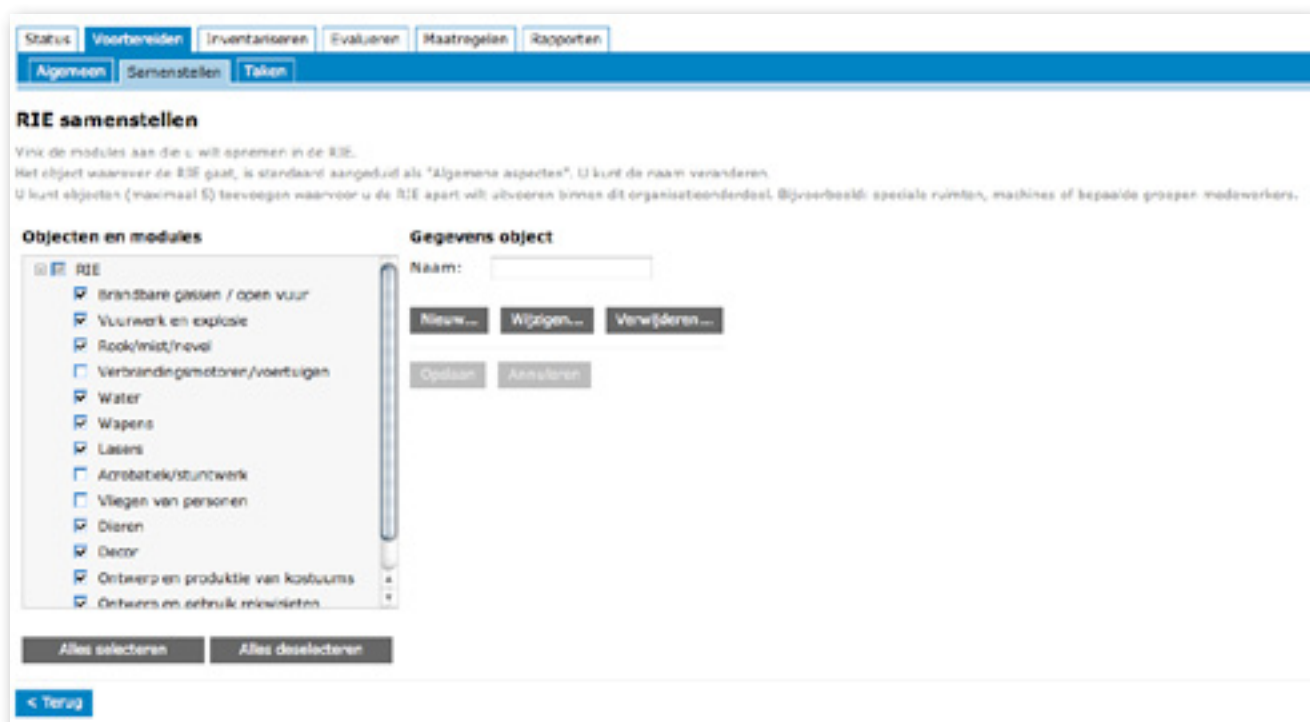 Status Voorbereiden Inventariseren Evalueren Maatregelen Rapporten
Algemeen Samenstellen Taken
RIE samenstellen
Vink de modules aan die u wilt opnemen in de RIE.
Het object waarover de RIE gaat, is standaard aangeduid als "Algemene aspecten". U kunt de naam veranderen.
U kunt objecten (maximaal 5) toevoegen waarvoor u de RIE apart wilt uitvoeren binnen dit organisatieonderdeel. Bijvoorbeeld: speciale ruimten, machines of bepaalde groepen medewerkers.
Objecten en modules
RIE
Brandbare gassen / open vuur
Vuurwerk en explosie
Rook/mist/nevel
Verbrandingsmotoren/voertuigen
Water
Wapens
Lasers
Acrobatiek/stuntwerk
Vliegen van personen
Dieren
Decor
Ontwerp en produktie van kostuums
Ontwerp en gebruik rekwisieten
Alles selecteren Alles deselecteren
Gegevens object
Naam:
Nieuw... Wijzigen... Verwijderen...
Opslaan Annuleren
< Terug